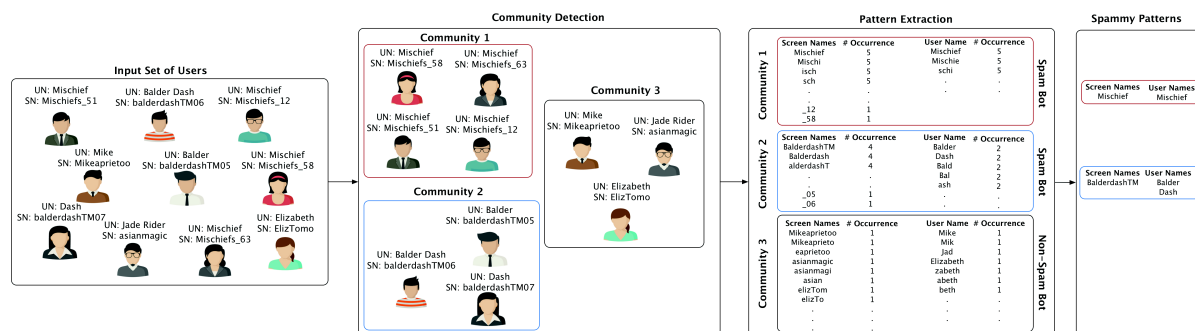 Input Set of Users
UN: Mischief
SN: Mischiefs_51
UN: Balder Dash
SN: balderdashTM06
UN: Mischief
SN: Mischiefs_12
UN: Mike
SN: Mikeaprietoo
UN: Balder
SN: balderdashTM05
UN: Mischief
SN: Mischiefs_58
UN: Dash
SN: balderdashTM07
UN: Jade Rider
SN: asianmagic
UN: Mischief
SN: Mischiefs_63
UN: Elizabeth
SN: ElizTomo
Community Detection
Community 1
UN: Mischief
SN: Mischiefs_58
UN: Mischief
SN: Mischiefs_63
UN: Mischief
SN: Mischiefs_51
UN: Mischief
SN: Mischiefs_12
Community 2
UN: Balder
SN: balderdashTM05
UN: Balder Dash
SN: balderdashTM06
UN: Dash
SN: balderdashTM07
Community 3
UN: Mike
SN: Mikeaprietoo
UN: Jade Rider
SN: asianmagic
UN: Elizabeth
SN: ElizTomo
Pattern Extraction
Community 1
Screen Names # Occurrence User Name # Occurrence
Mischief 5 Mischief 5
Mischi 5 Mischie 5
isch 5 schi 5
sch 5 . .
. . . .
_12 1
_58 1
Spam Bot
Community 2
Screen Names # Occurrence User Name # Occurrence
BalderdashTM 4 Balder 2
Balderdash 4 Dash 2
alderdashT 4 Bald 2
. . Bal 2
. . ash 2
_05 1 . .
_06 1 . .
Spam Bot
Community 3
Screen Names # Occurrence User Name # Occurrence
Mikeaprietoo 1 Mike 1
Mikeaprieto 1 Mik 1
eaprietoo 1 Jad 1
asianmagic 1 Elizabeth 1
asianmagi 1 zabeth 1
asian 1 abeth 1
elizTom 1 beth 1
elizTo 1 . .
. . . .
. . . .
Non-Spam Bot
Spammy Patterns
Screen Names User Names
Mischief Mischief
Screen Names User Names
BalderdashTM Balder
Dash